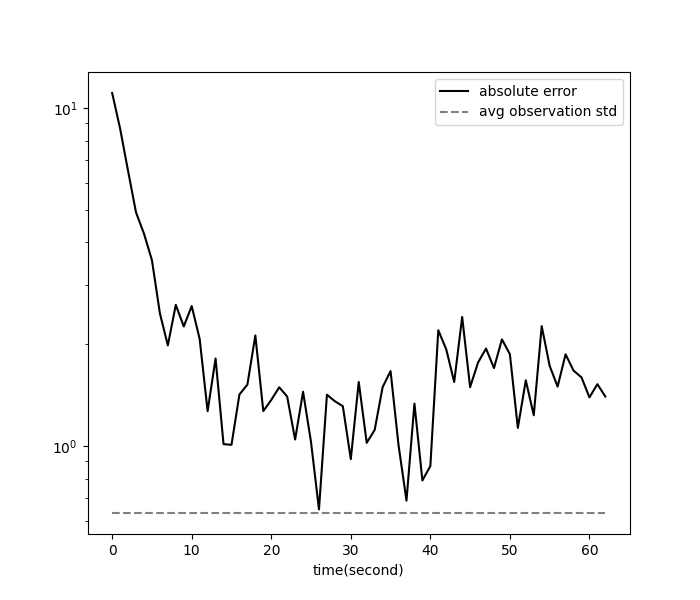 absolute error
avg observation std
10¹
10⁰
0 10 20 30 40 50 60
time(second)